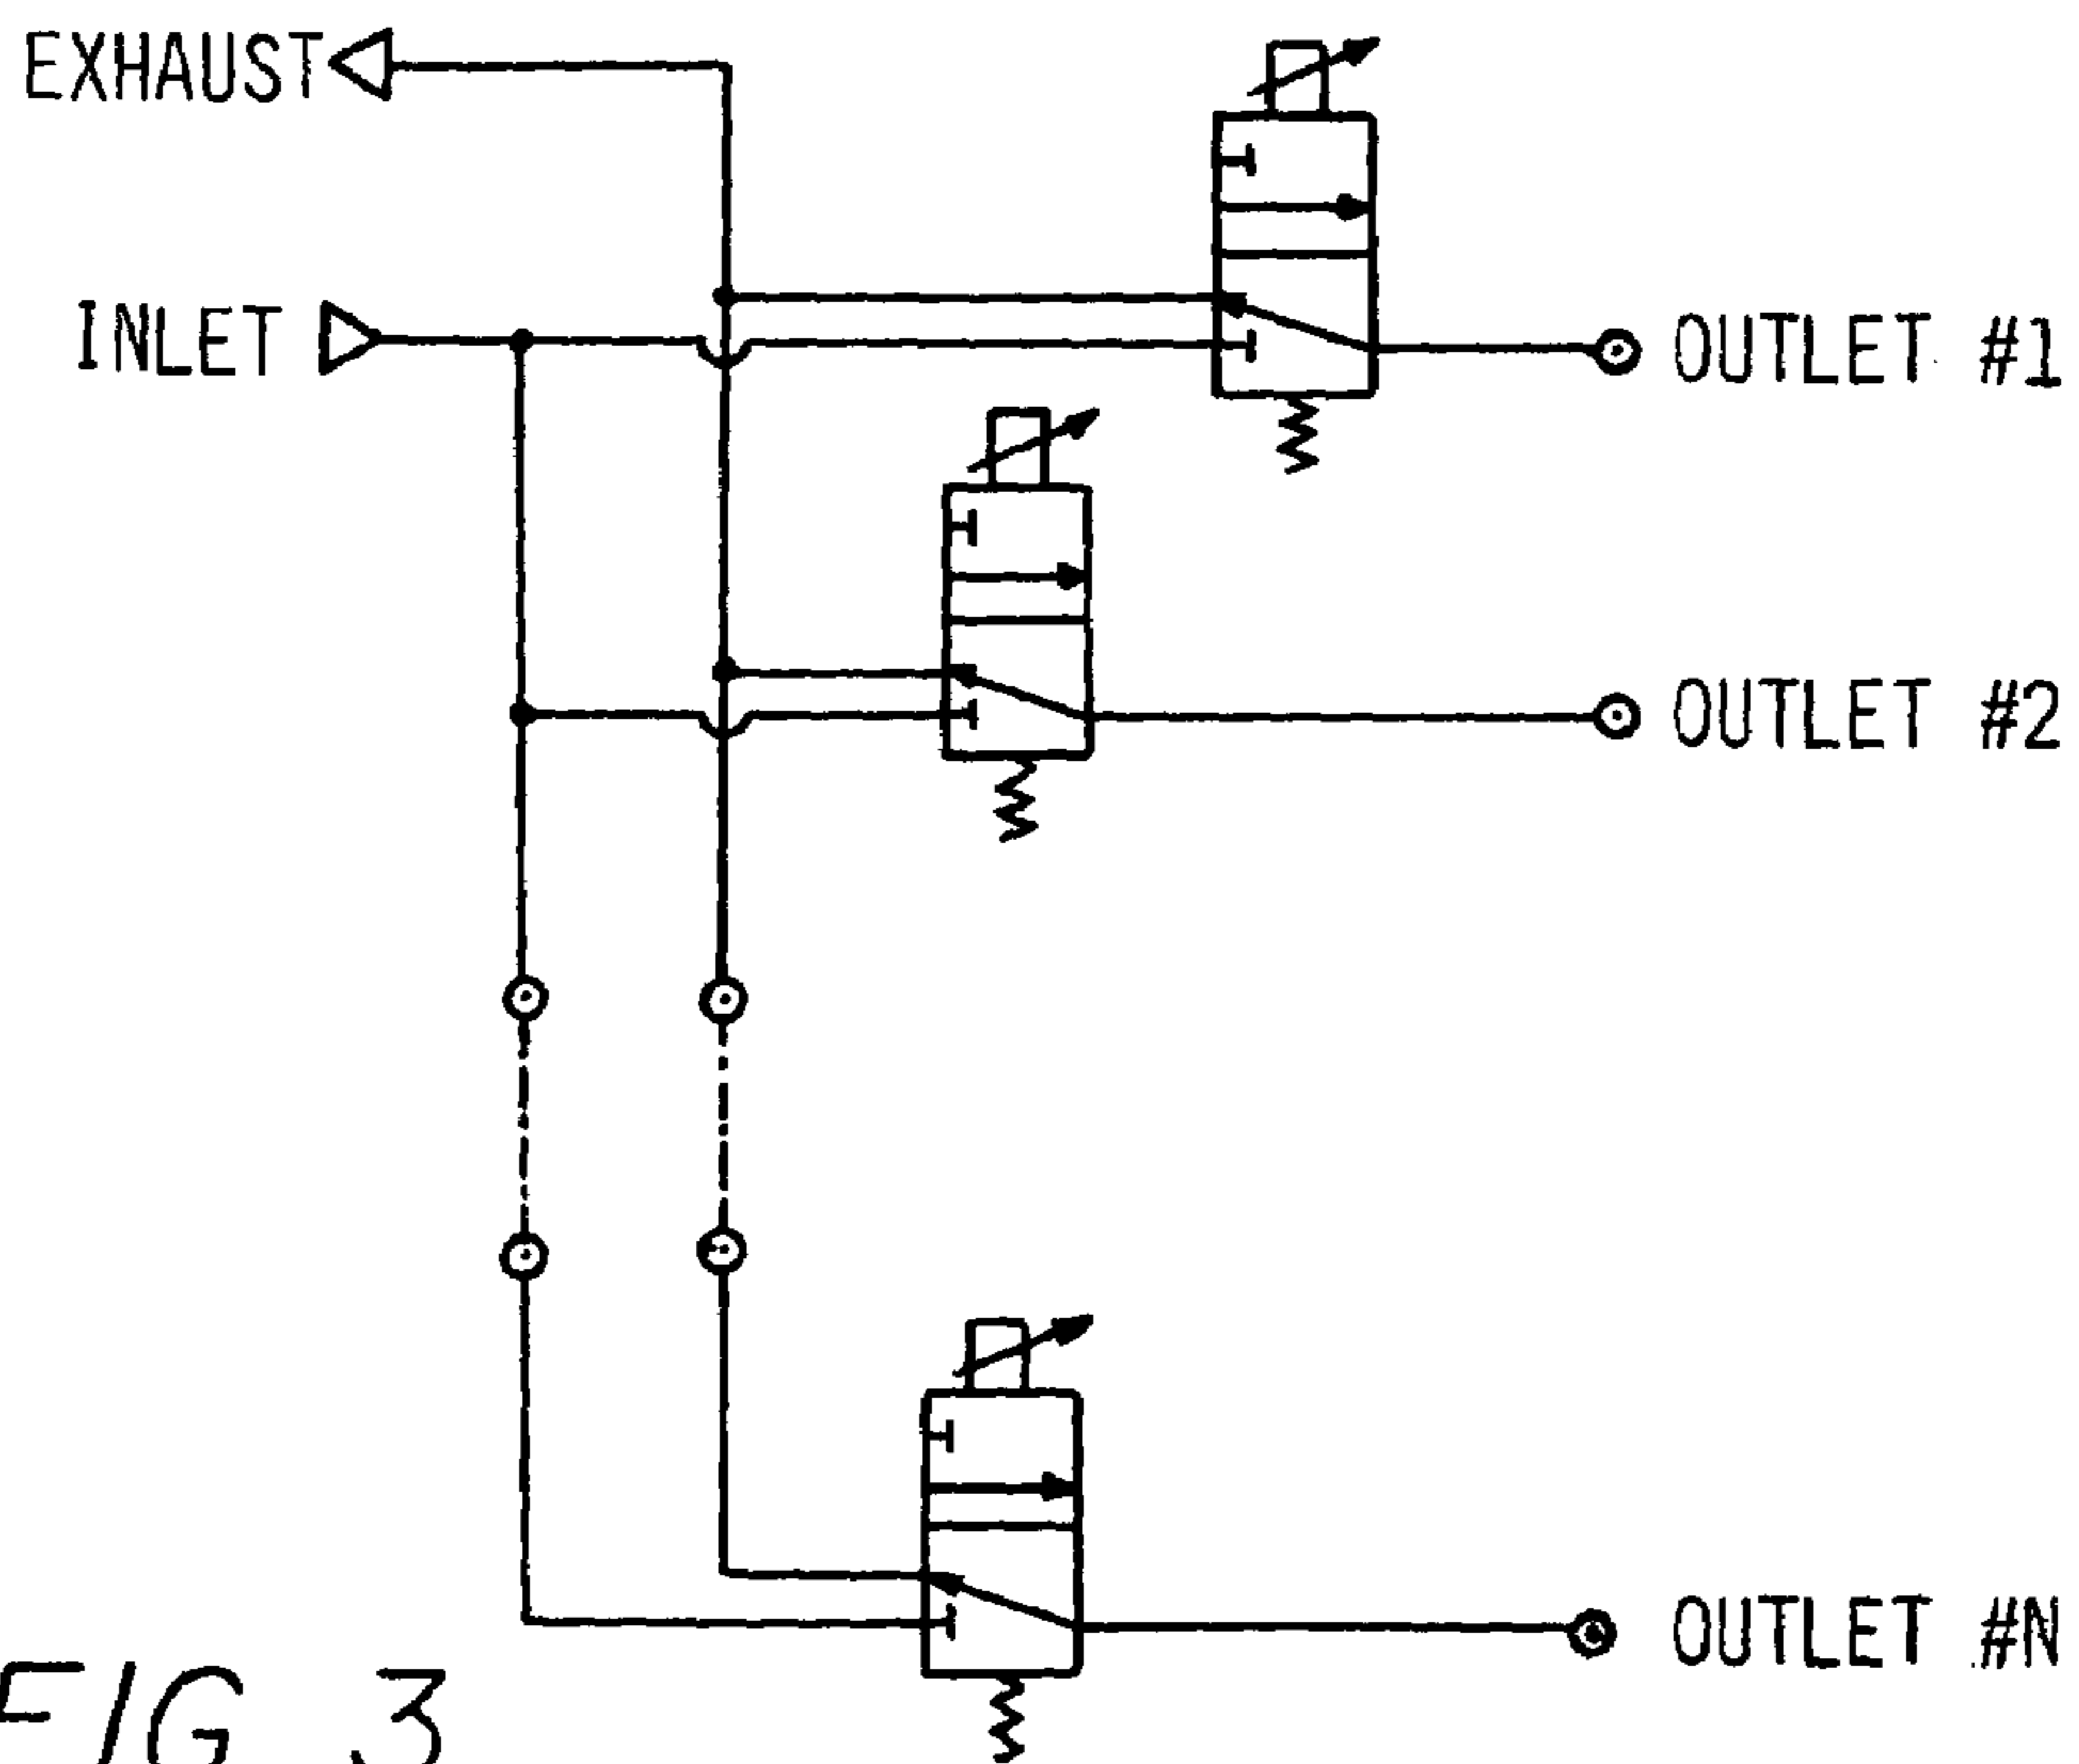 EXHAUST
INLET
OUTLET #1
OUTLET #2
OUTLET #N
FIG 3